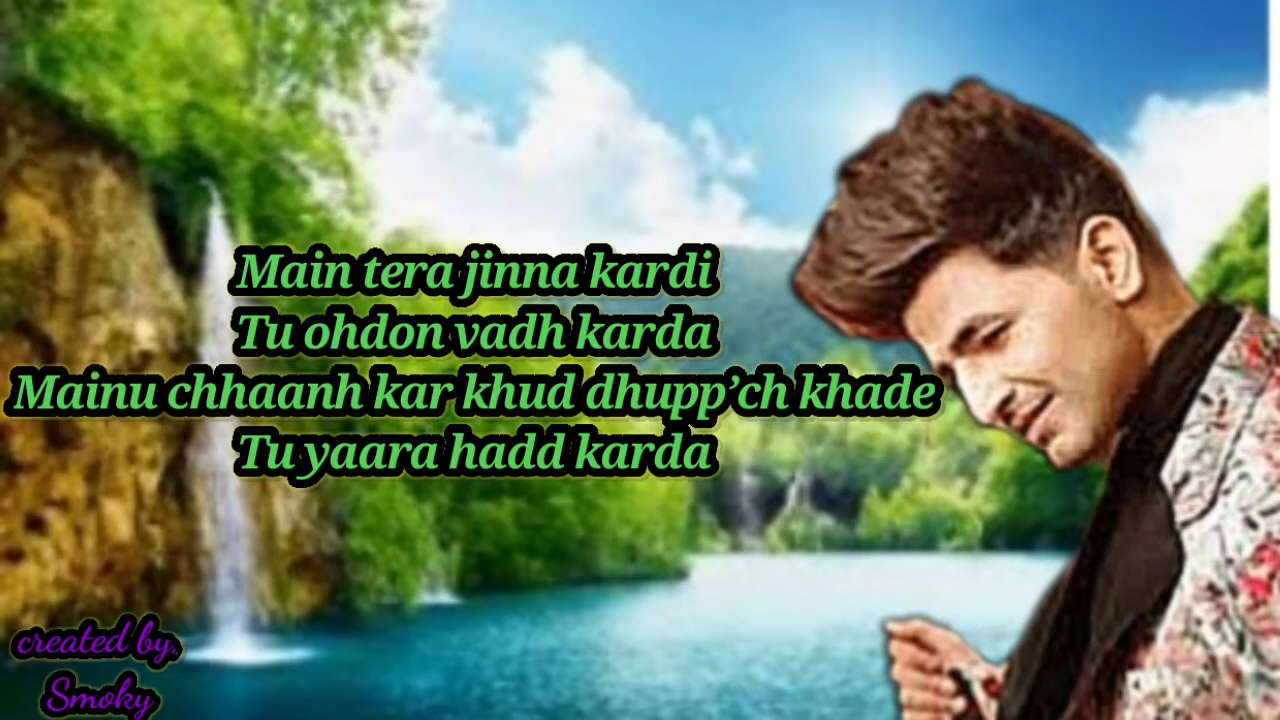 Main tera jinna kardi
Tu ohdon vadh karda
Mainu chhaanh kar khud dhupp’ch khade
Tu yaara hadd karda
created by.
Smoky